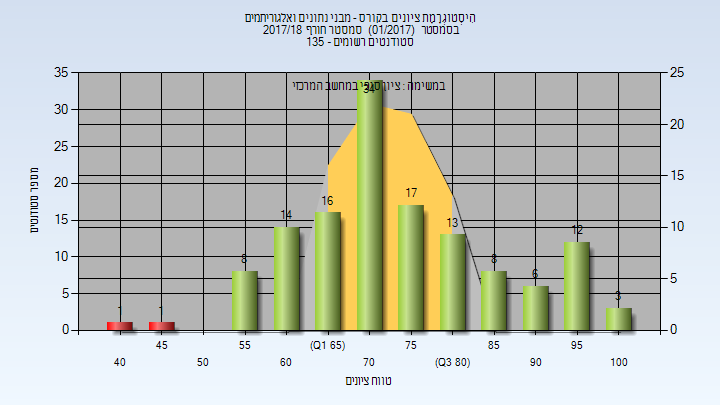 היסטוגרמת ציונים בקורס - מבני נתונים ואלגוריתמים
בסמסטר (01/2017) סמסטר חורף 2017/18
סטודנטים רשומים - 135
במשימה : ציון סופי במחשב המרכזי
מספר סטודנטים
35 30 25 20 15 10 5 0
25 20 15 10 5 0
1 1 8 14 16 34 17 13 8 6 12 3
45 55 (Q1 65) 75 85 95
40 50 60 70 (Q3 80) 90 100
טווח ציונים